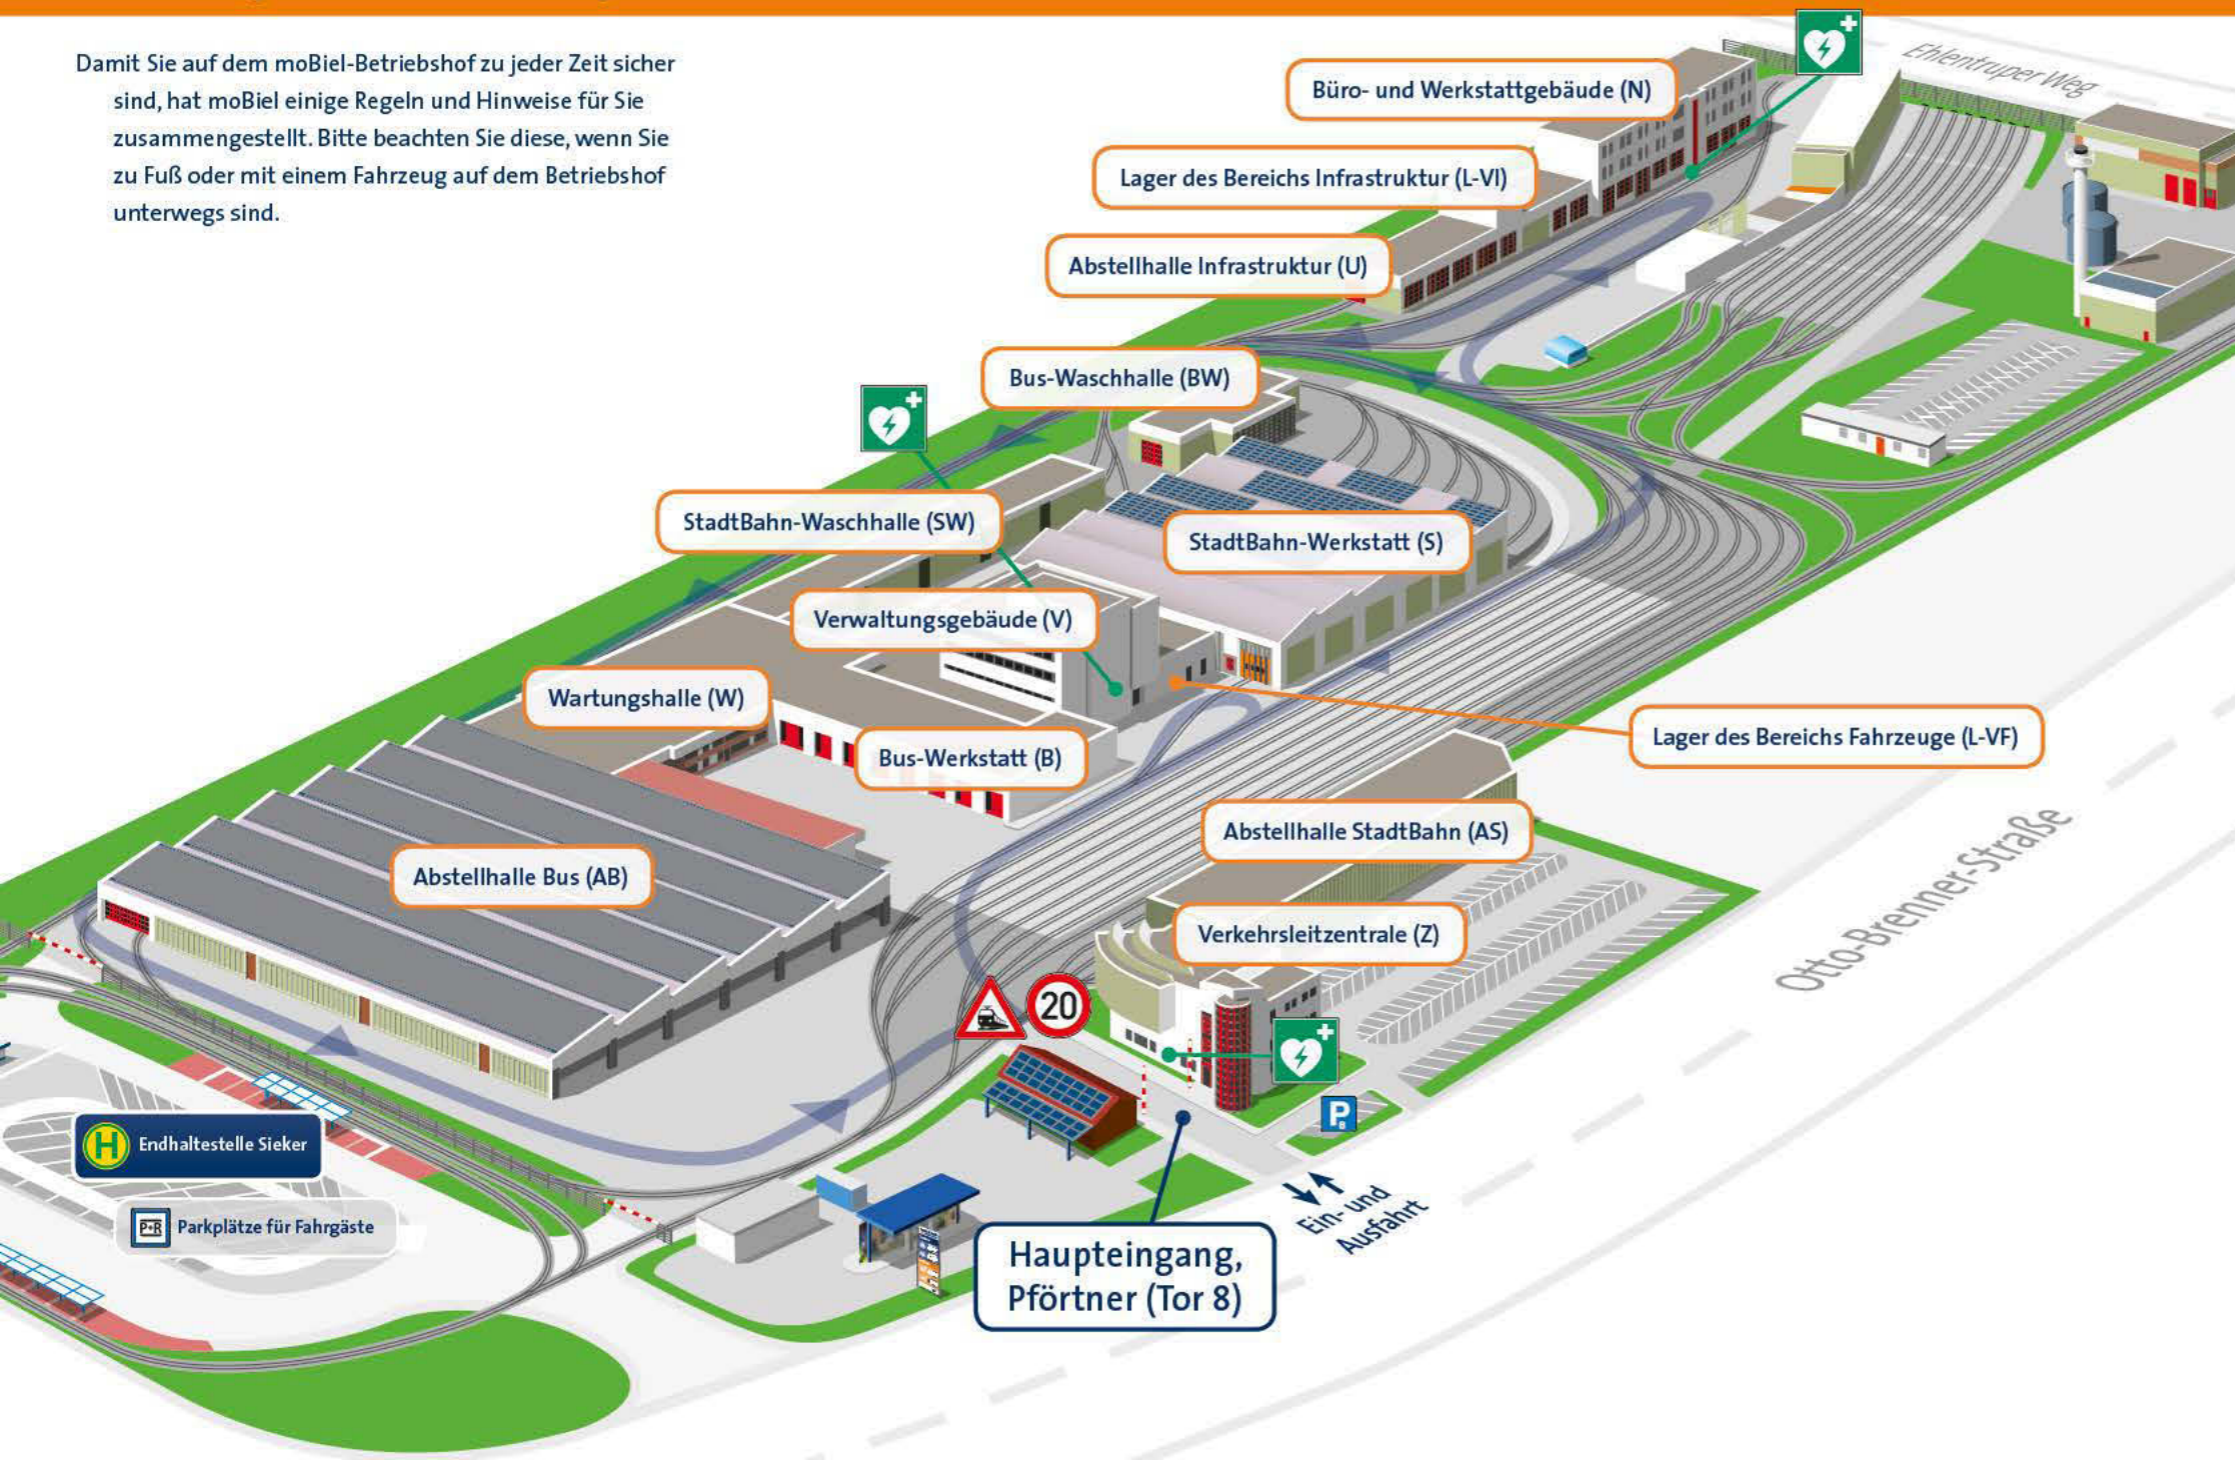 Damit Sie auf dem moBiel-Betriebshof zu jeder Zeit sicher
sind, hat moBiel einige Regeln und Hinweise für Sie
zusammengestellt. Bitte beachten Sie diese, wenn Sie
zu Fuß oder mit einem Fahrzeug auf dem Betriebshof
unterwegs sind.
Ehlentruper Weg
Büro- und Werkstattgebäude (N)
Lager des Bereichs Infrastruktur (L-VI)
Abstellhalle Infrastruktur (U)
Bus-Waschhalle (BW)
StadtBahn-Waschhalle (SW)
StadtBahn-Werkstatt (S)
Verwaltungsgebäude (V)
Wartungshalle (W)
Bus-Werkstatt (B)
Lager des Bereichs Fahrzeuge (L-VF)
Abstellhalle StadtBahn (AS)
Abstellhalle Bus (AB)
Verkehrsleitzentrale (Z)
Otto-Brenner-Straße
20
P
H Endhaltestelle Sieker
P+R Parkplätze für Fahrgäste
Ein- und
Ausfahrt
Haupteingang,
Pförtner (Tor 8)